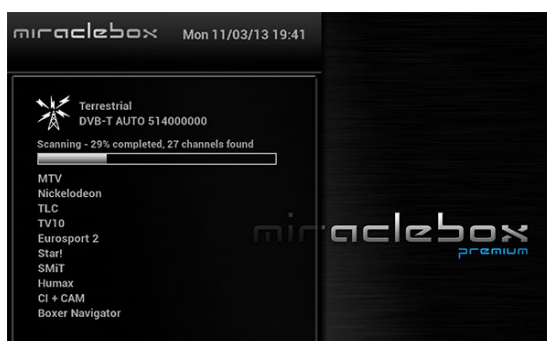 miraclebox Mon 11/03/13 19:41
Terrestrial
DVB-T AUTO 514000000
Scanning - 29% completed, 27 channels found
MTV
Nickelodeon
TLC
TV10
Eurosport 2
Star!
SMiT
Humax
CI + CAM
Boxer Navigator
miraclebox
premium